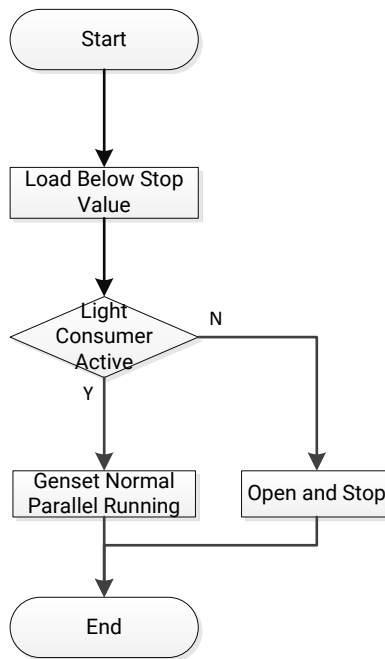 Start
Load Below Stop
Value
Light
Consumer
Active
N
Y
Genset Normal
Parallel Running
Open and Stop
End